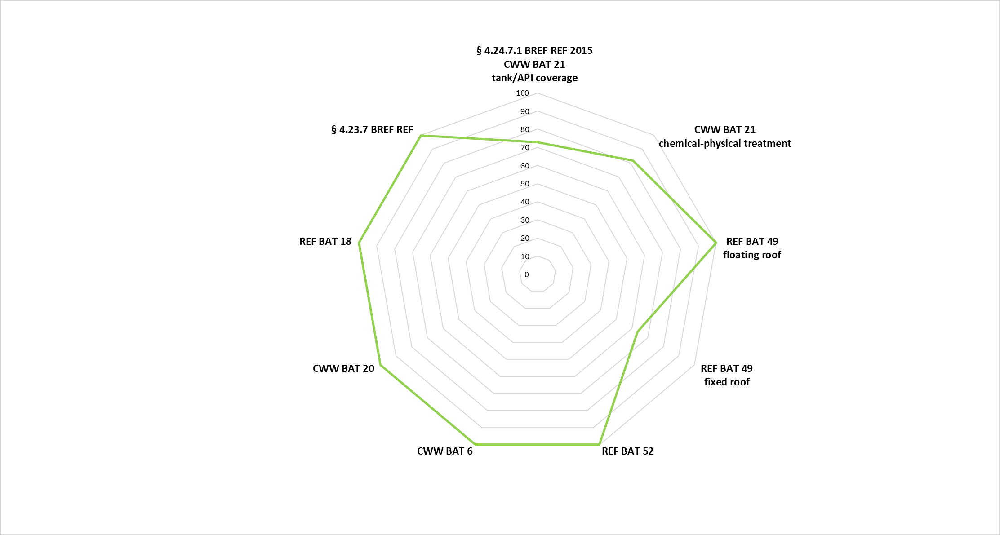 § 4.24.7.1 BREF REF 2015
CWW BAT 21
tank/API coverage
100
90
80
70
60
50
40
30
20
10
0
CWW BAT 21
chemical-physical treatment
REF BAT 49
floating roof
REF BAT 49
fixed roof
REF BAT 52
CWW BAT 6
CWW BAT 20
REF BAT 18
§ 4.23.7 BREF REF